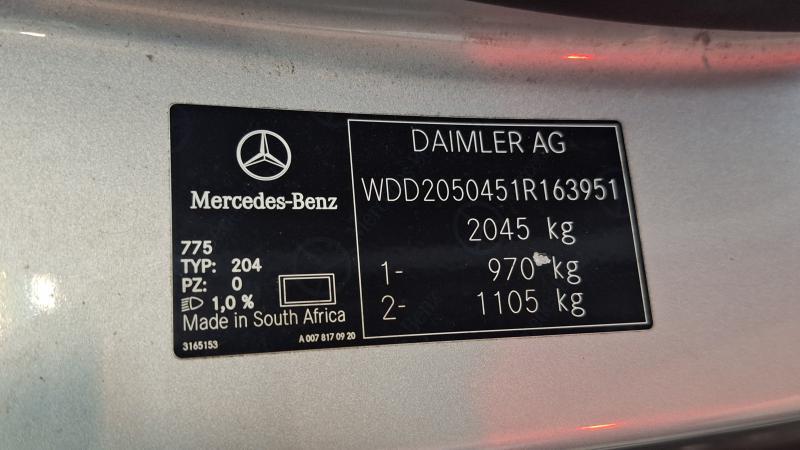 Mercedes-Benz
775
TYP: 204
PZ: 0
1,0 %
Made in South Africa
3165153
A 007 817 09 20
DAIMLER AG
WDD2050451R163951
2045 kg
1- 970 kg
2- 1105 kg